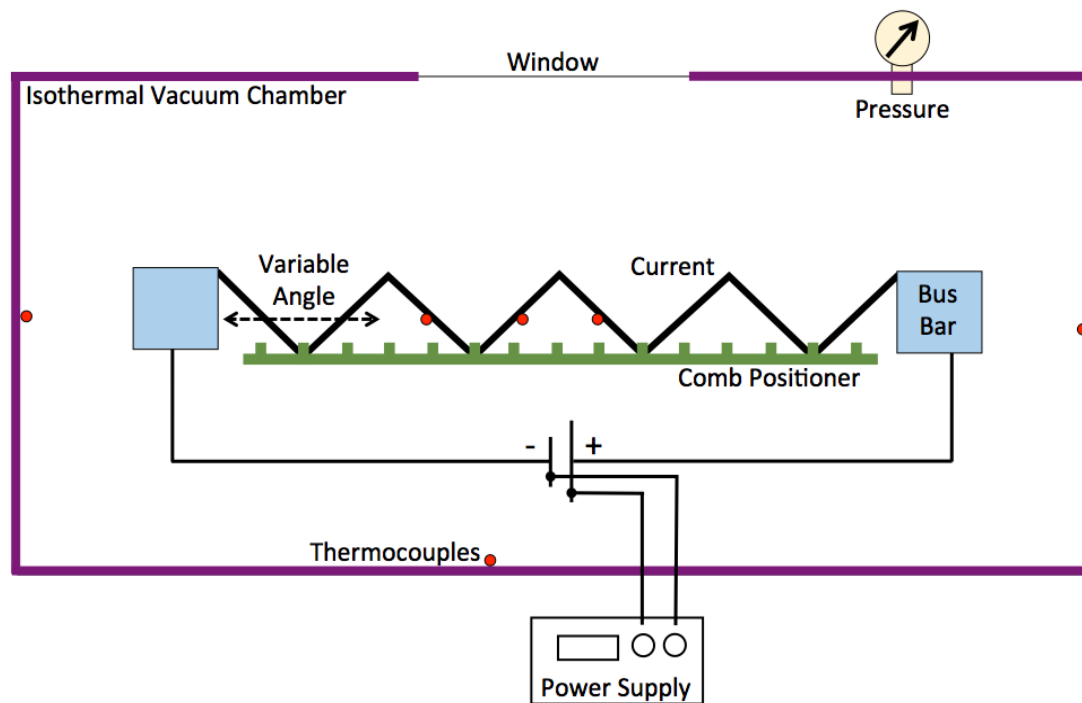 Window
Isothermal Vacuum Chamber
Pressure
Variable
Angle
Current
Bus
Bar
Comb Positioner
- +
Thermocouples
Power Supply